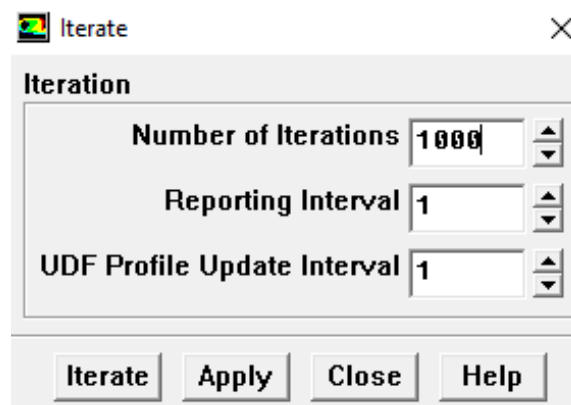 Iterate
Iteration
Number of Iterations 1000
Reporting Interval 1
UDF Profile Update Interval 1
Iterate Apply Close Help